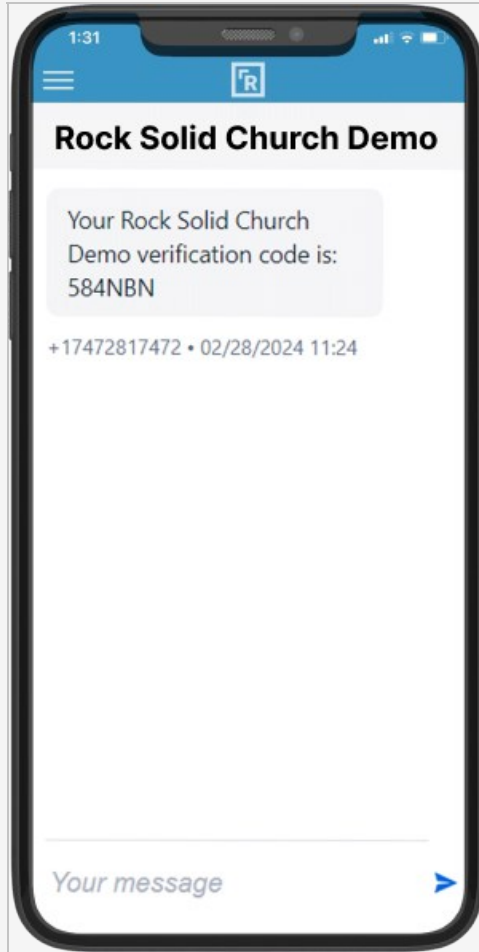 1:31
R
Rock Solid Church Demo
Your Rock Solid Church
Demo verification code is:
584NBN
+17472817472 • 02/28/2024 11:24
Your message